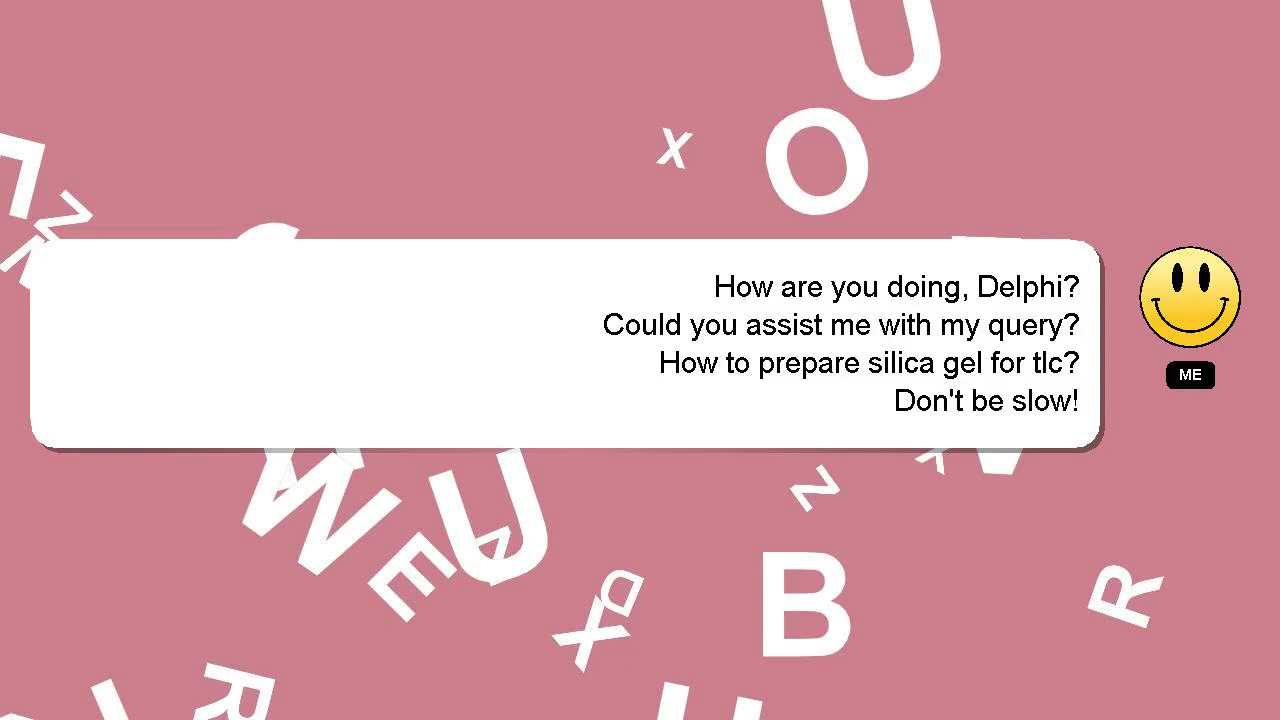 How are you doing, Delphi?
Could you assist me with my query?
How to prepare silica gel for tlc?
Don't be slow!
ME
U
O
X
Z
W
U
E
Z
X
N
D
X
B
R
R